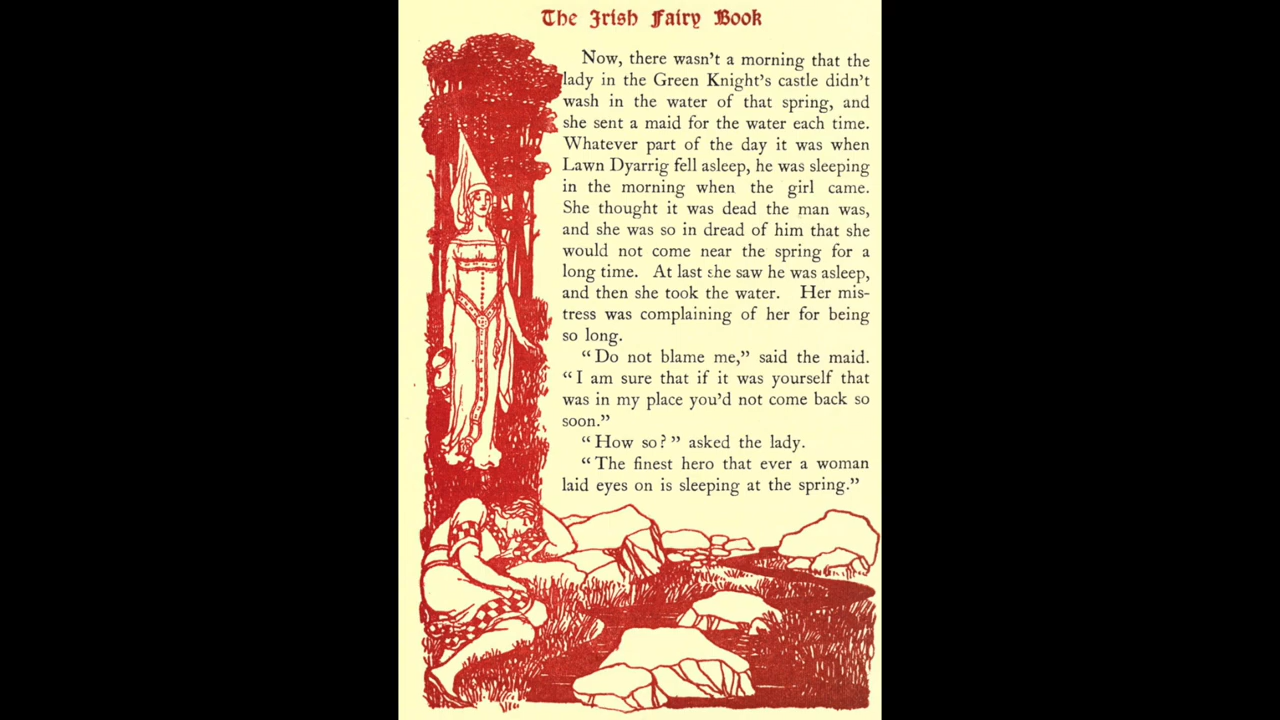 The Irish Fairy Book
Now, there wasn't a morning that the
lady in the Green Knight's castle didn't
wash in the water of that spring, and
she sent a maid for the water each time.
Whatever part of the day it was when
Lawn Dyarrig fell asleep, he was sleeping
in the morning when the girl came.
She thought it was dead the man was,
and she was so in dread of him that she
would not come near the spring for a
long time. At last she saw he was asleep,
and then she took the water. Her mis-
tress was complaining of her for being
so long.
“Do not blame me,” said the maid.
“I am sure that if it was yourself that
was in my place you'd not come back so
soon.”
“How so?” asked the lady.
“The finest hero that ever a woman
laid eyes on is sleeping at the spring.”